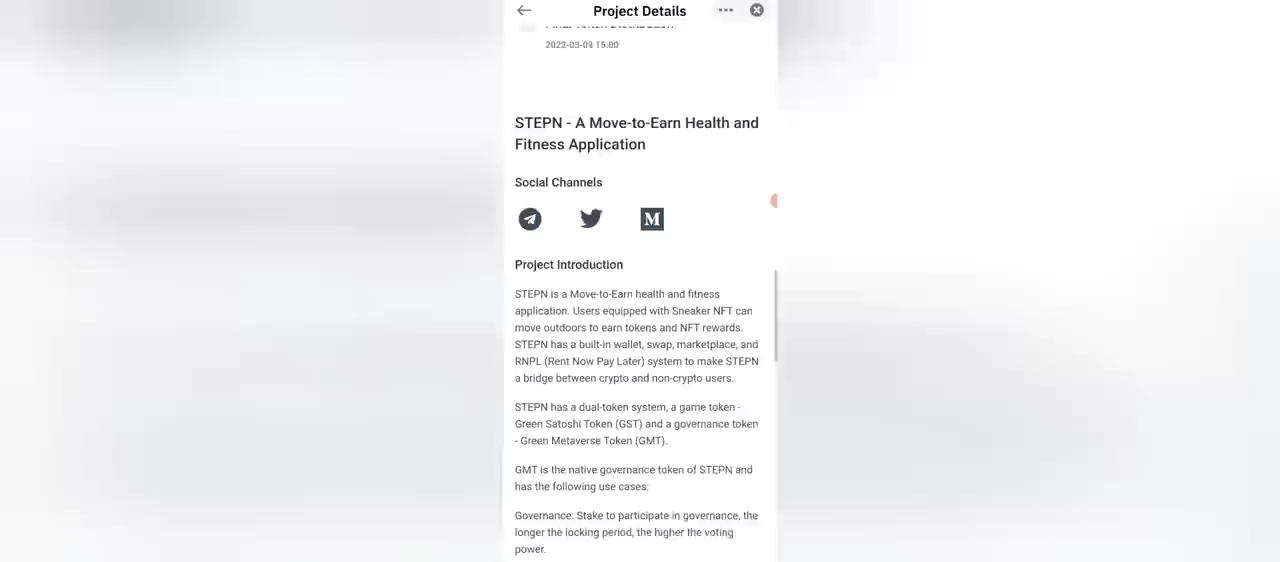 Project Details
2022-03-09 15:00
STEPN - A Move-to-Earn Health and
Fitness Application
Social Channels
M
Project Introduction
STEPN is a Move-to-Earn health and fitness
application. Users equipped with Sneaker NFT can
move outdoors to earn tokens and NFT rewards.
STEPN has a built-in wallet, swap, marketplace, and
RNPL (Rent Now Pay Later) system to make STEPN
a bridge between crypto and non-crypto users.
STEPN has a dual-token system, a game token -
Green Satoshi Token (GST) and a governance token
- Green Metaverse Token (GMT).
GMT is the native governance token of STEPN and
has the following use cases:
Governance: Stake to participate in governance, the
longer the locking period, the higher the voting
power.